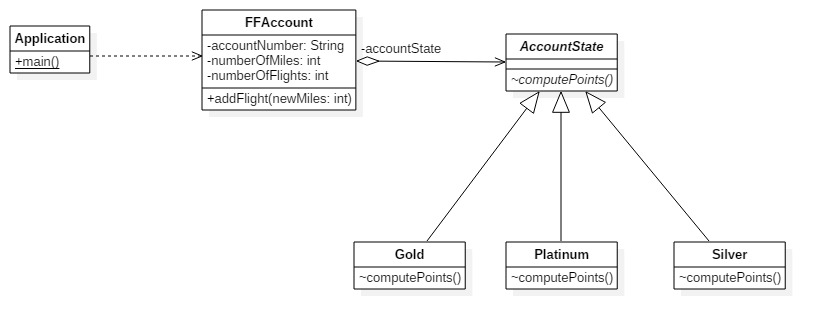 Application
+main()
FFAccount
-accountNumber: String
-numberOfMiles: int
-numberOfFlights: int
+addFlight(newMiles: int)
-accountState
AccountState
~computePoints()
Gold
~computePoints()
Platinum
~computePoints()
Silver
~computePoints()